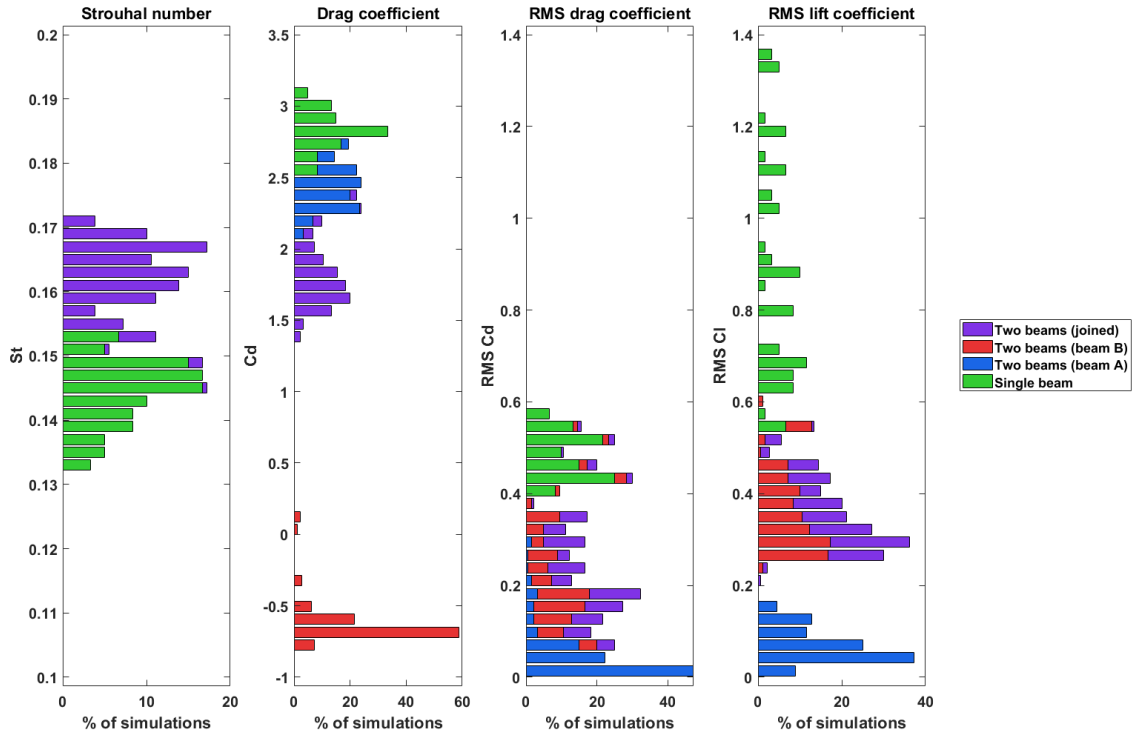 Strouhal number
Drag coefficient
RMS drag coefficient
RMS lift coefficient
0.2
0.19
0.18
0.17
0.16
0.15
0.14
0.13
0.12
0.11
0.1
St
0 10 20
% of simulations
3.5
3
2.5
2
1.5
1
0.5
0
-0.5
-1
Cd
0 20 40 60
% of simulations
1.4
1.2
1
0.8
0.6
0.4
0.2
0
RMS Cd
0 20 40
% of simulations
1.4
1.2
1
0.8
0.6
0.4
0.2
0
RMS Cl
0 20 40
% of simulations
Two beams (joined)
Two beams (beam B)
Two beams (beam A)
Single beam